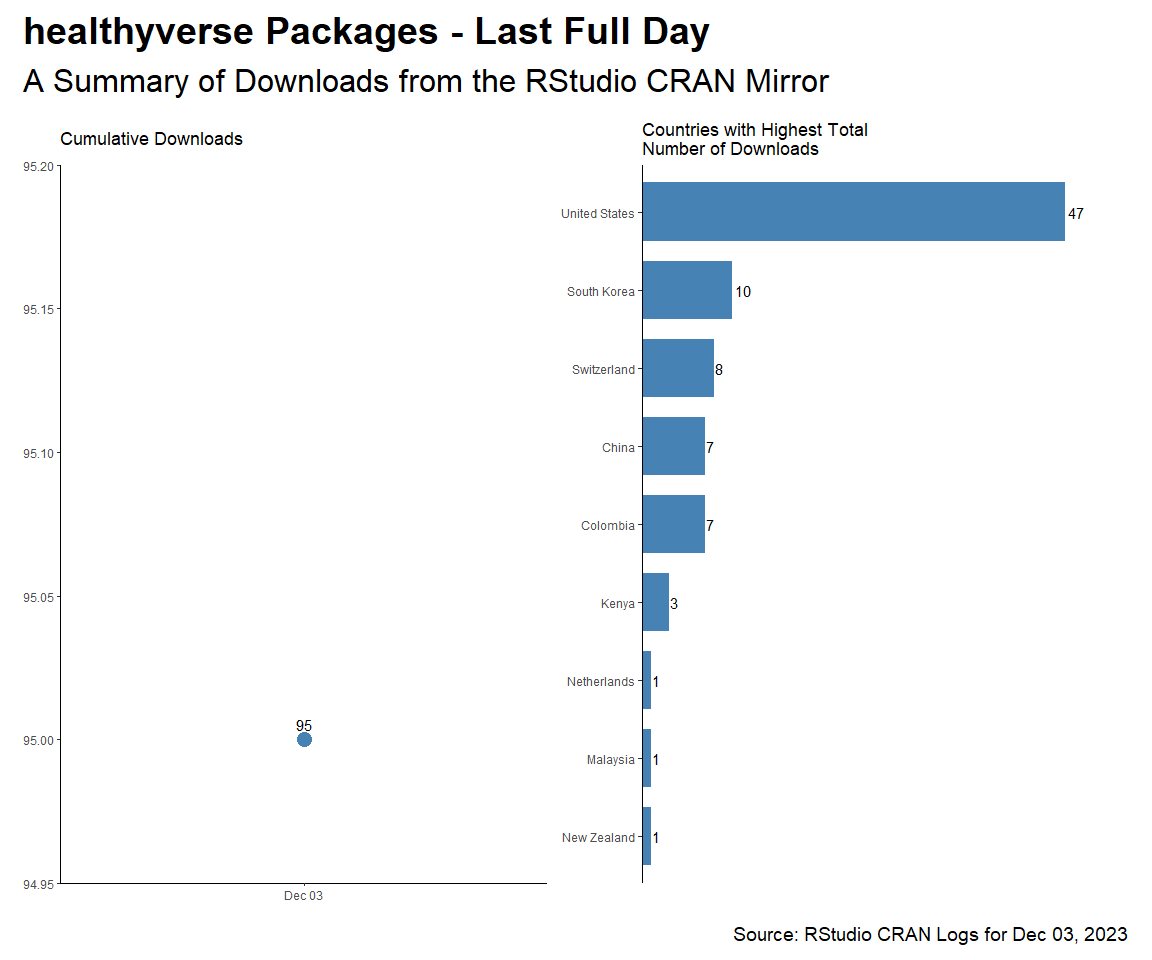 healthyverse Packages - Last Full Day
A Summary of Downloads from the RStudio CRAN Mirror
Cumulative Downloads
95.20
95.15
95.10
95.05
95.00
94.95
95
Dec 03
Countries with Highest Total
Number of Downloads
United States 47
South Korea 10
Switzerland 8
China 7
Colombia 7
Kenya 3
Netherlands 1
Malaysia 1
New Zealand 1
Source: RStudio CRAN Logs for Dec 03, 2023